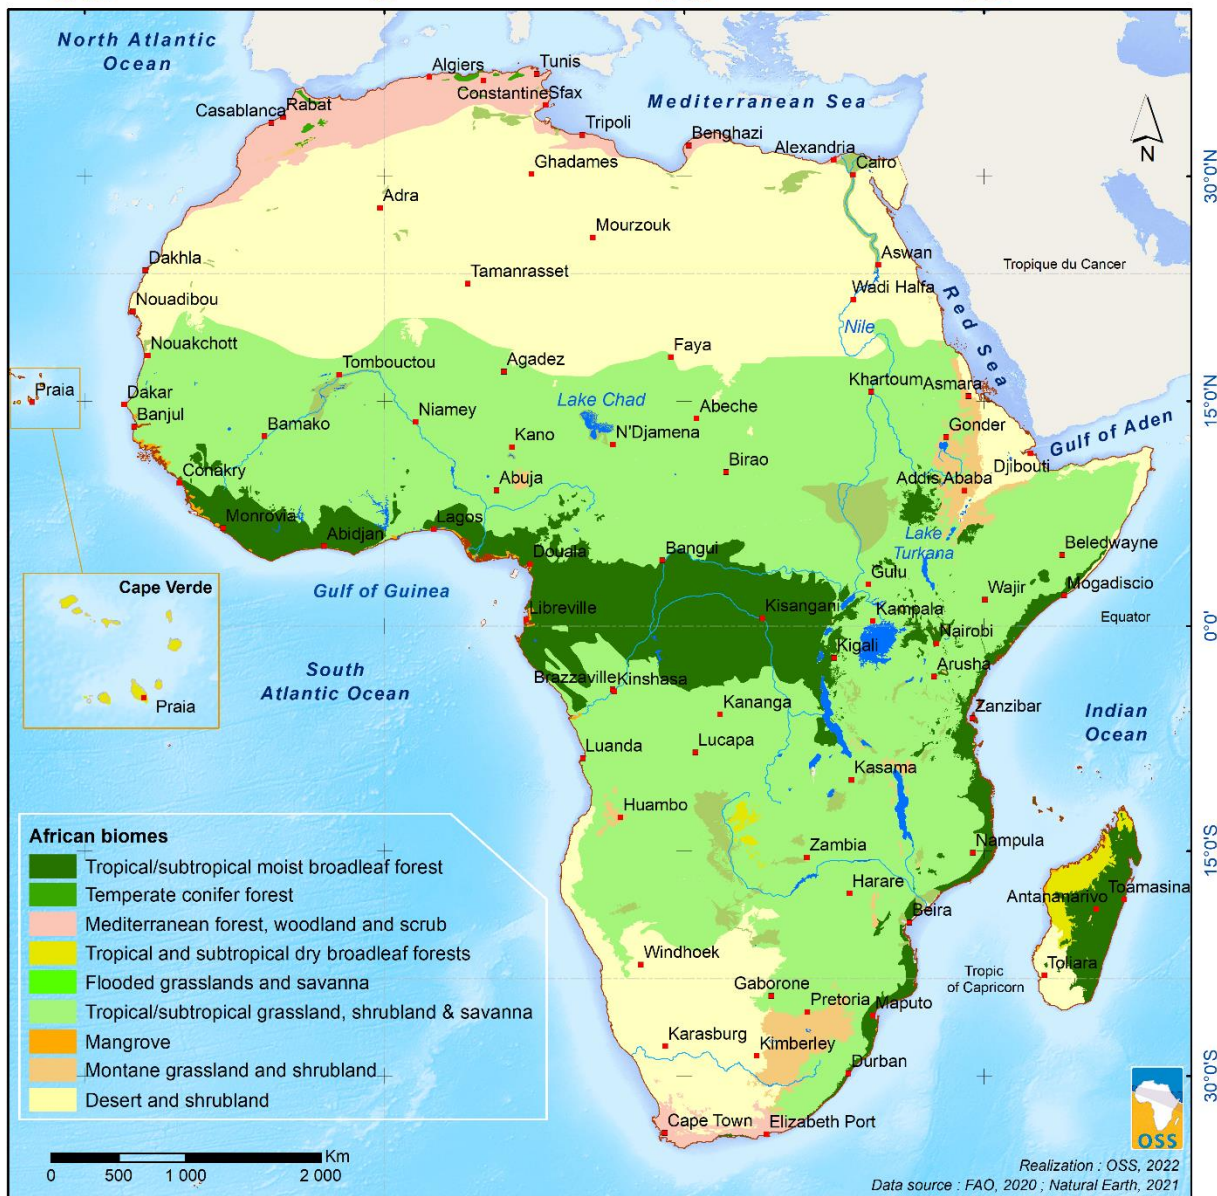 North Atlantic
Ocean
Algiers
Tunis
Constantine
Sfax
Casablanca
Rabat
Mediterranean Sea
Tripoli
Benghazi
Alexandria
Cairo
N
30°0'N
Ghadames
Adra
Mourzouk
Dakhla
Tamanrasset
Aswan
Tropique du Cancer
Nouadibou
Wadi Halfa
Red Sea
Nile
Nouakchott
Tombouctou
Agadez
Faya
Praia
Dakar
Khartoum
Asmara
15°0'N
Banjul
Niamey
Lake Chad
Abeche
Bamako
Kano
N'Djamena
Gonder
Gulf of Aden
Birao
Djibouti
Conakry
Abuja
Addis Ababa
Monrovia
Abidjan
Lagos
Lake
Turkana
Douala
Bangui
Beledwayne
Cape Verde
Gulf of Guinea
Gulu
Wajir
Mogadiscio
Libreville
Kisangani
Kampala
Equator
0°0'
Nairobi
South
Atlantic Ocean
Kigali
Brazzaville
Kinshasa
Arusha
Praia
Kananga
Zanzibar
Indian
Ocean
Luanda
Lucapa
Kasama
Huambo
African biomes
Tropical/subtropical moist broadleaf forest
Temperate conifer forest
Mediterranean forest, woodland and scrub
Tropical and subtropical dry broadleaf forests
Flooded grasslands and savanna
Tropical/subtropical grassland, shrubland & savanna
Mangrove
Montane grassland and shrubland
Desert and shrubland
Zambia
Nampula
15°0'S
Harare
Antananarivo
Toamasina
Beira
Windhoek
Toliara
Tropic
of Capricorn
Gaborone
Pretoria
Maputo
Karasburg
Kimberley
Durban
30°0'S
Cape Town
Elizabeth Port
OSS
Km
0 500 1 000 2 000
Realization : OSS, 2022
Data source : FAO, 2020 ; Natural Earth, 2021